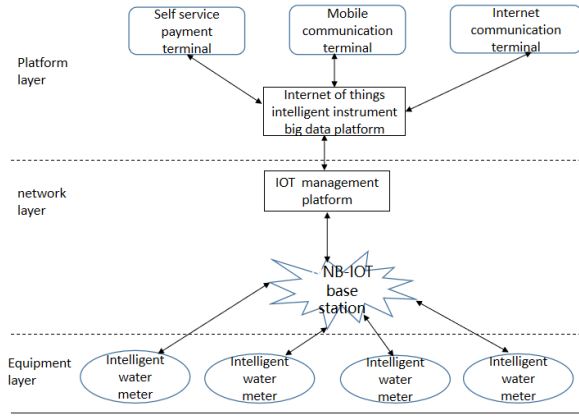 Self service
payment
terminal
Mobile
communication
terminal
Internet
communication
terminal
Platform
layer
Internet of things
intelligent instrument
big data platform
network
layer
IOT management
platform
NB-IOT
base
station
Equipment
layer
Intelligent
water
meter
Intelligent
water
meter
Intelligent
water
meter
Intelligent
water
meter